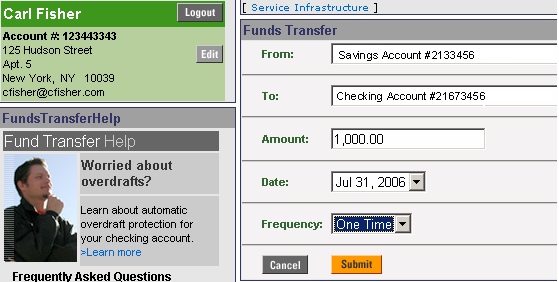 Carl Fisher
Logout
Account #: 123443343
125 Hudson Street
Edit
Apt. 5
New York, NY 10039
cfisher@cfisher.com
FundsTransferHelp
Fund Transfer Help
Worried about
overdrafts?
Learn about automatic
overdraft protection for
your checking account.
>Learn more
Frequently Asked Questions
[ Service Infrastructure ]
Funds Transfer
From: Savings Account #2133456
To: Checking Account #21673456
Amount: 1,000.00
Date: Jul 31, 2006
Frequency: One Time
Cancel Submit